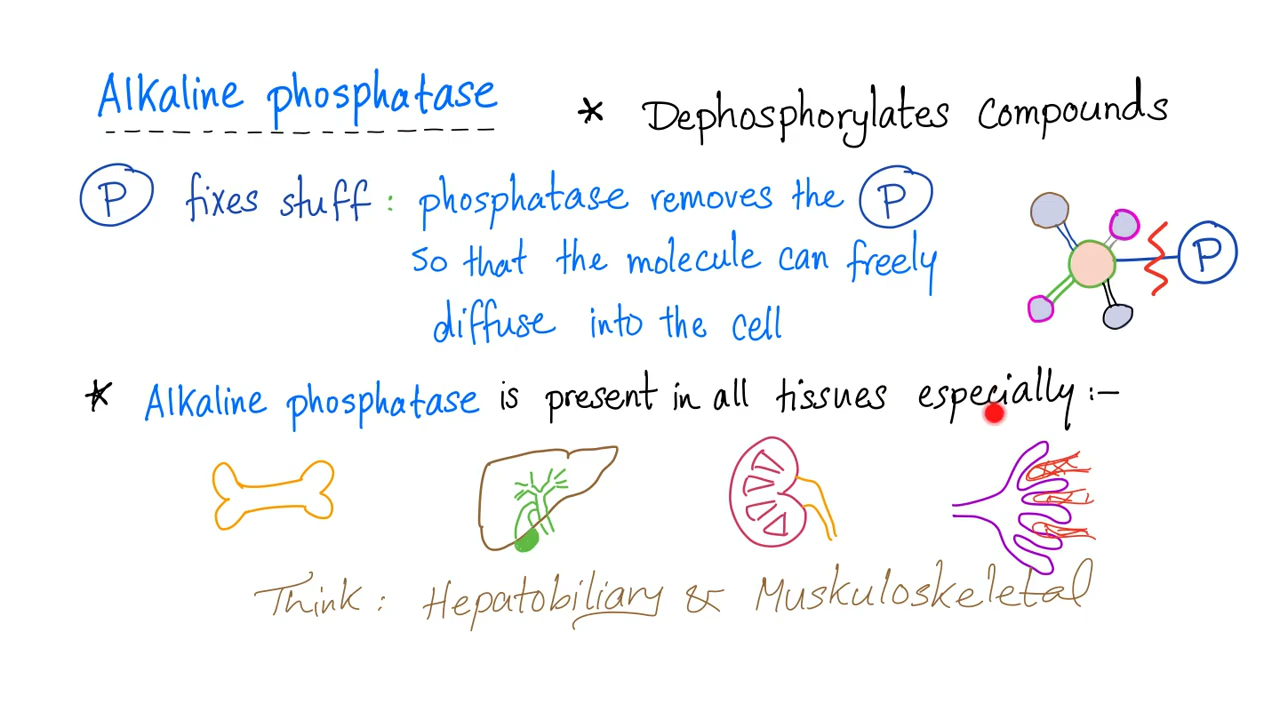 Alkaline phosphatase
* Dephosphorylates compounds
P fixes stuff : phosphatase removes the P
so that the molecule can freely
diffuse into the cell
P
* Alkaline phosphatase is present in all tissues especially :-
Think : Hepatobiliary & Muskuloskeletal